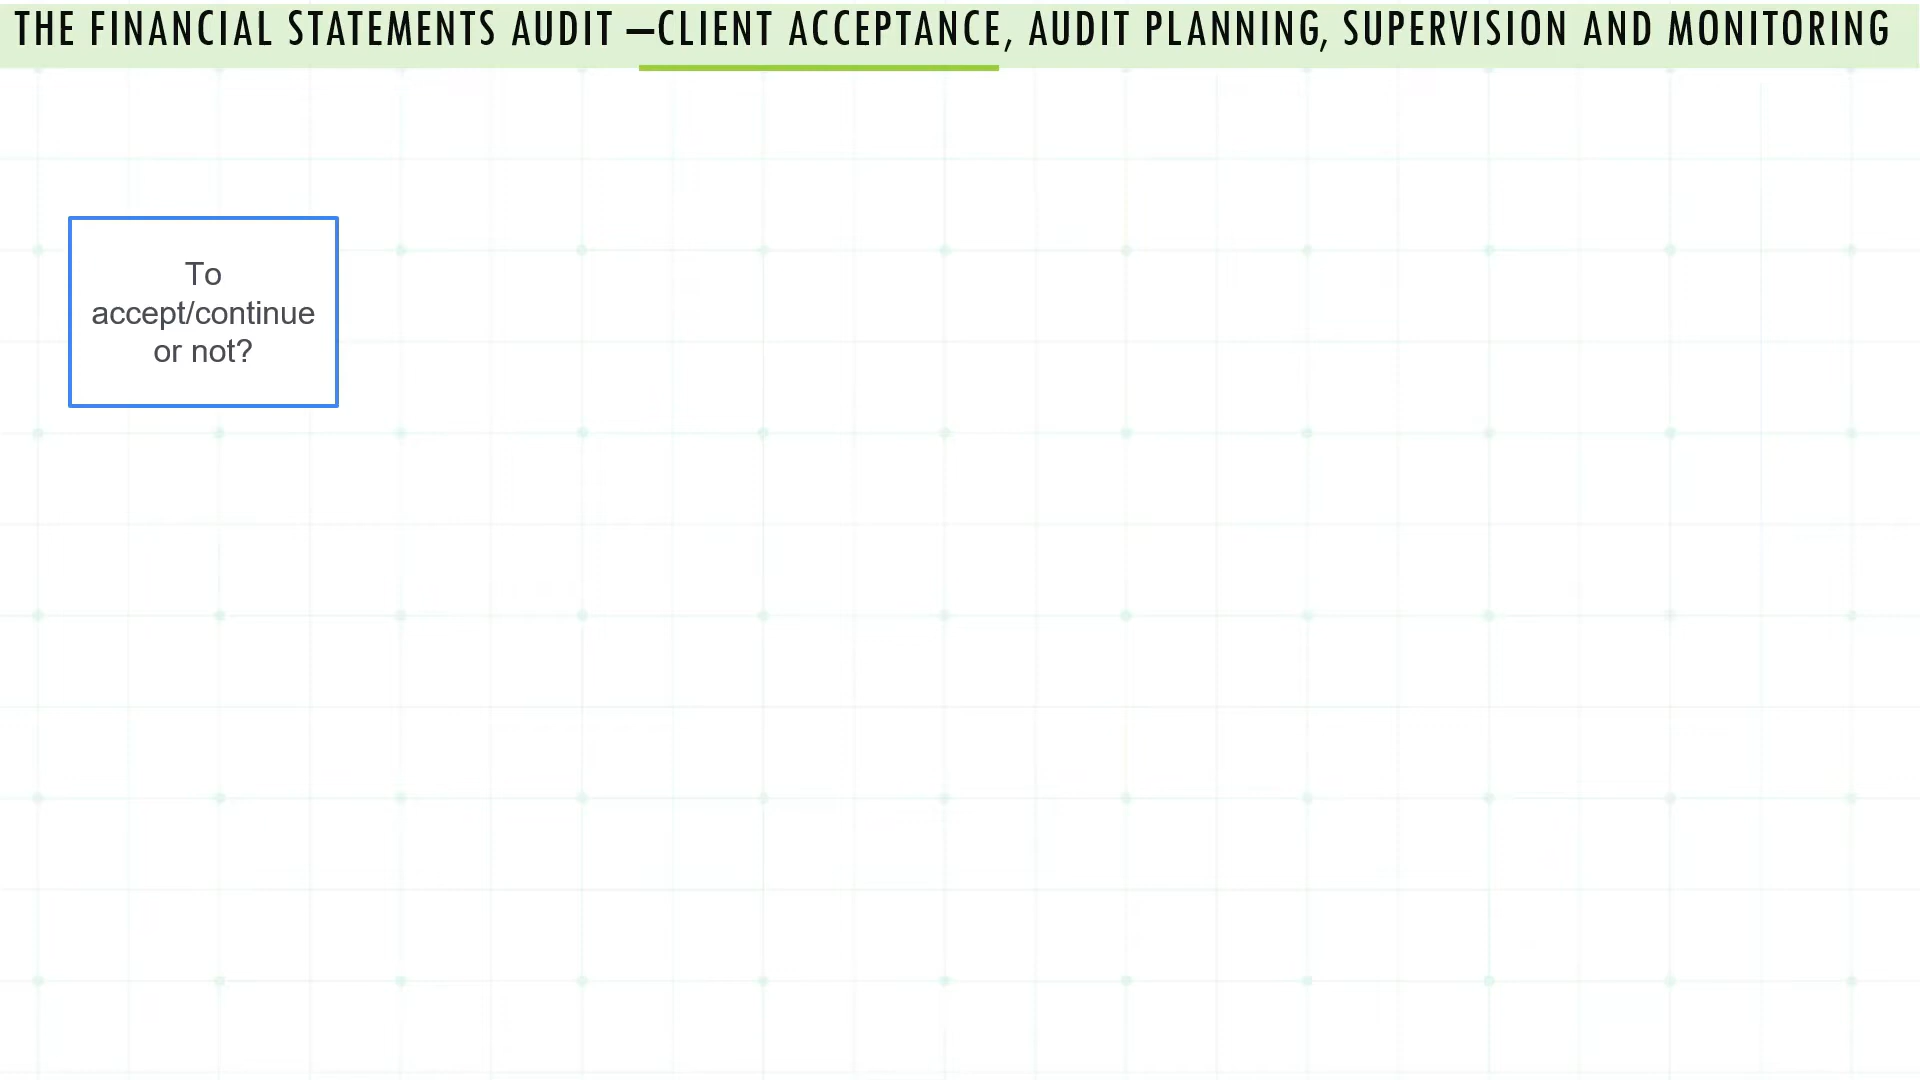 THE FINANCIAL STATEMENTS AUDIT —CLIENT ACCEPTANCE, AUDIT PLANNING, SUPERVISION AND MONITORING
To
accept/continue
or not?